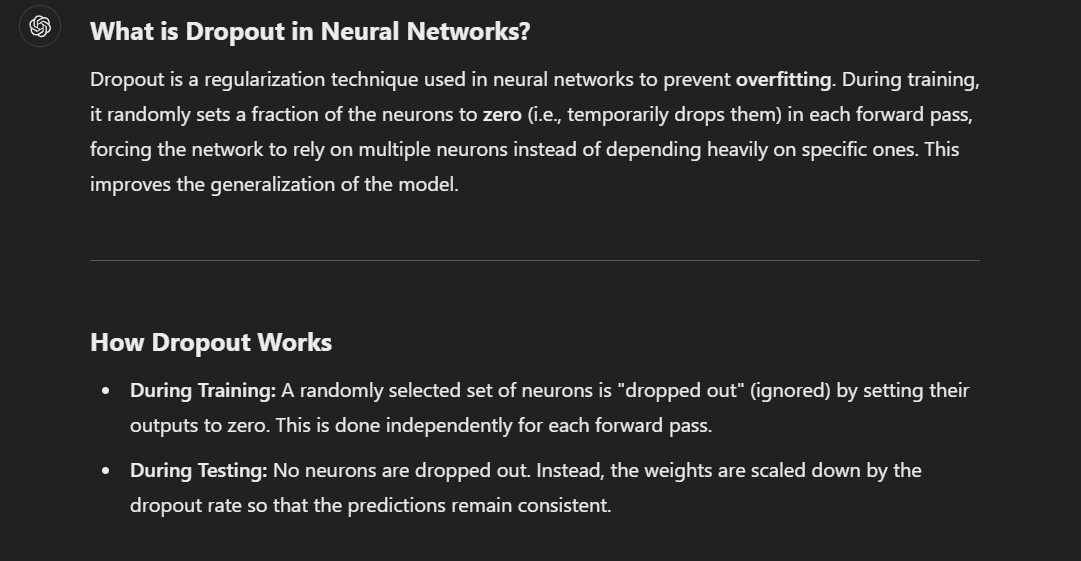 What is Dropout in Neural Networks?
Dropout is a regularization technique used in neural networks to prevent overfitting. During training,
it randomly sets a fraction of the neurons to zero (i.e., temporarily drops them) in each forward pass,
forcing the network to rely on multiple neurons instead of depending heavily on specific ones. This
improves the generalization of the model.
How Dropout Works
• During Training: A randomly selected set of neurons is "dropped out" (ignored) by setting their
outputs to zero. This is done independently for each forward pass.
• During Testing: No neurons are dropped out. Instead, the weights are scaled down by the
dropout rate so that the predictions remain consistent.